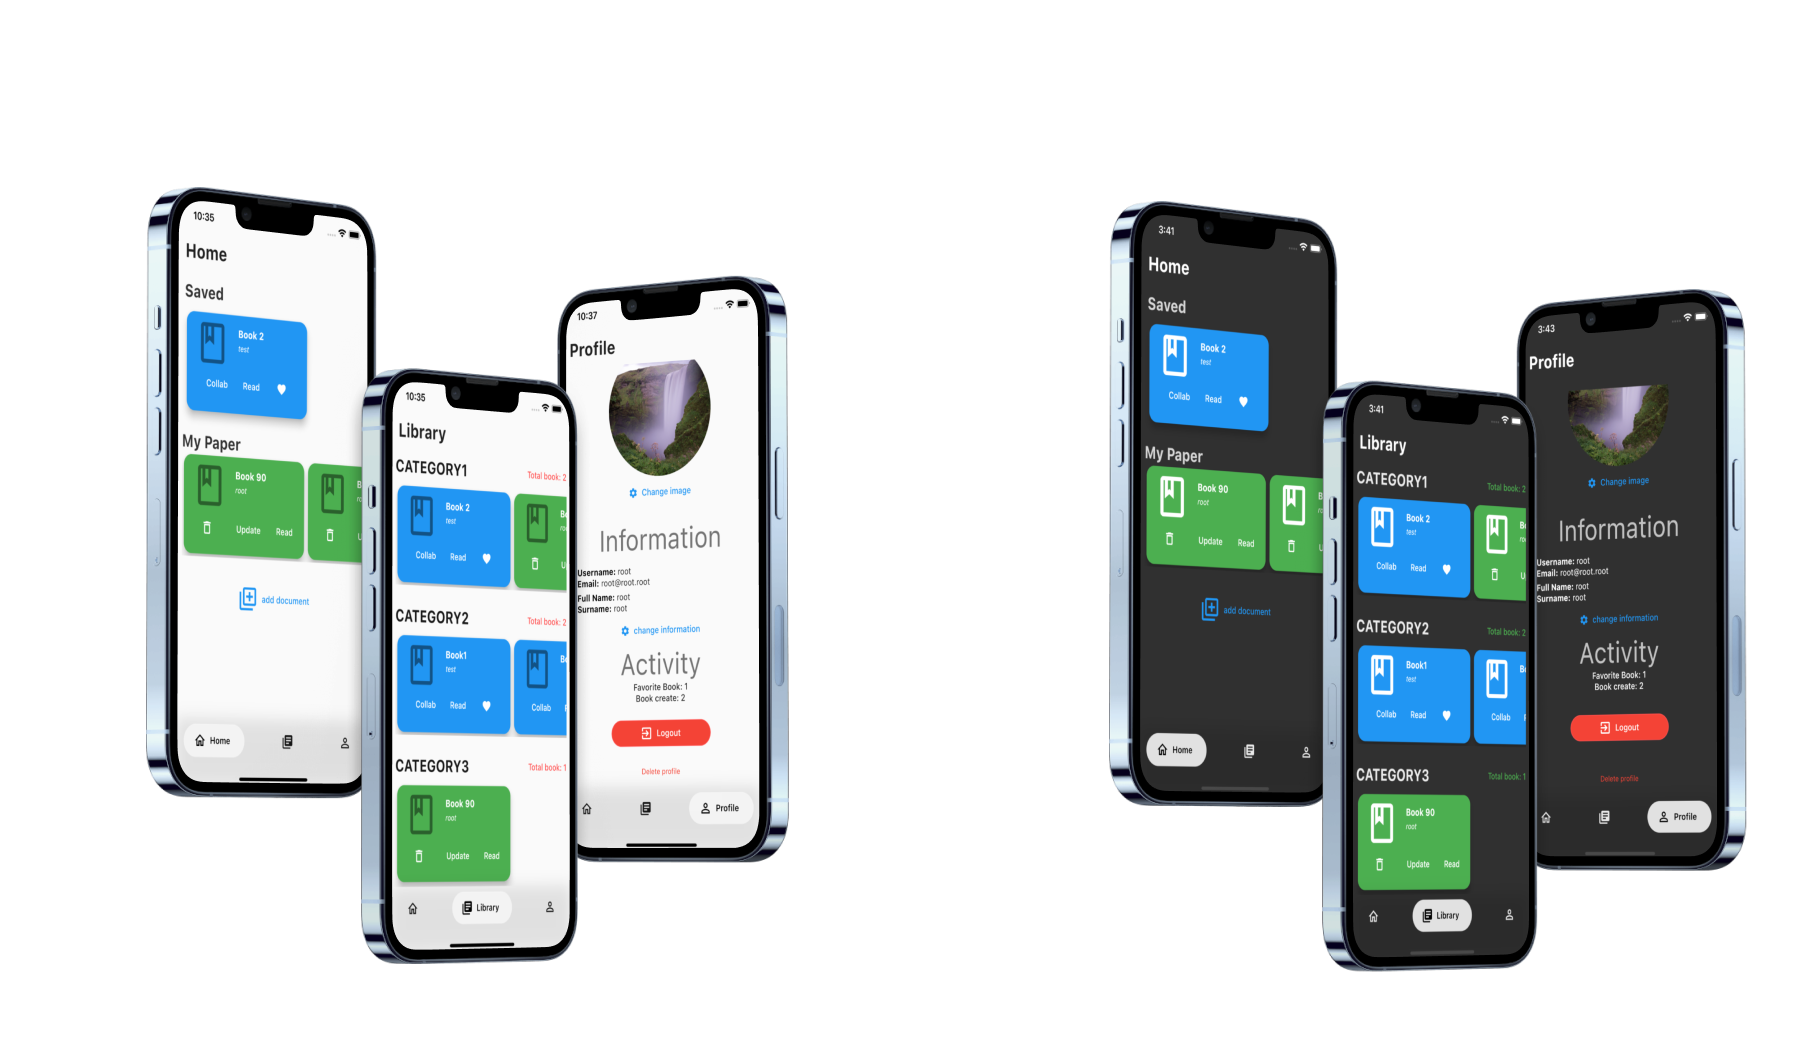 10:35
Home
Saved
Book 2
test
Collab Read
My Paper
Book 90
root
Update Read
add document
Home
10:35
Library
CATEGORY1
Total book: 2
Book 2
test
Collab Read
CATEGORY2
Total book: 2
Book1
test
Collab Read
Collab
CATEGORY3
Total book: 1
Book 90
root
Update Read
Library
10:37
Profile
Change image
Information
Username: root
Email: root@root.root
Full Name: root
Surname: root
change information
Activity
Favorite Book: 1
Book create: 2
Logout
Delete profile
Profile
3:41
Home
Saved
Book 2
test
Collab Read
My Paper
Book 90
root
Update Read
add document
Home
3:41
Library
CATEGORY1
Total book: 2
Book 2
test
Collab Read
CATEGORY2
Total book: 2
Book1
test
Collab Read
Collab
CATEGORY3
Total book: 1
Book 90
root
Update Read
Library
3:43
Profile
Change image
Information
Username: root
Email: root@root.root
Full Name: root
Surname: root
change information
Activity
Favorite Book: 1
Book create: 2
Logout
Delete profile
Profile